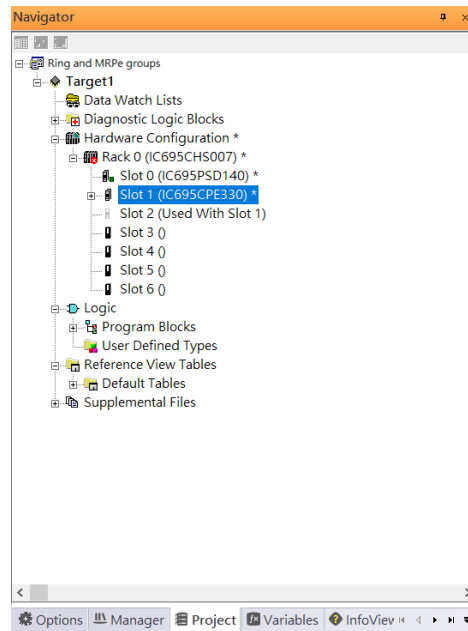 Navigator
Ring and MRPe groups
Target1
Data Watch Lists
Diagnostic Logic Blocks
Hardware Configuration *
Rack 0 (IC695CHS007) *
Slot 0 (IC695PSD140) *
Slot 1 (IC695CPE330) *
Slot 2 (Used With Slot 1)
Slot 3 ()
Slot 4 ()
Slot 5 ()
Slot 6 ()
Logic
Program Blocks
User Defined Types
Reference View Tables
Default Tables
Supplemental Files
Options Manager Project Variables InfoView